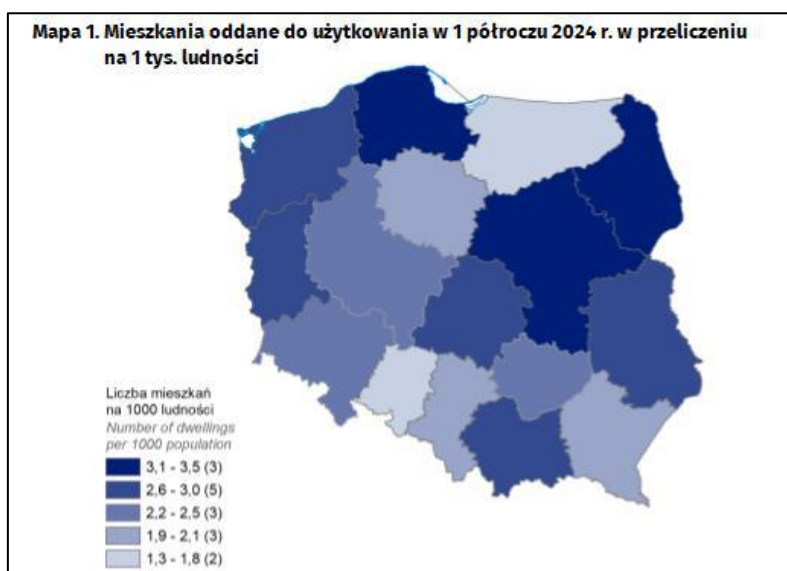 Mapa 1. Mieszkania oddane do użytkowania w 1 półroczu 2024 r. w przeliczeniu
na 1 tys. ludności
Liczba mieszkań
na 1000 ludności
Number of dwellings
per 1000 population
3,1 - 3,5 (3)
2,6 - 3,0 (5)
2,2 - 2,5 (3)
1,9 - 2,1 (3)
1,3 - 1,8 (2)